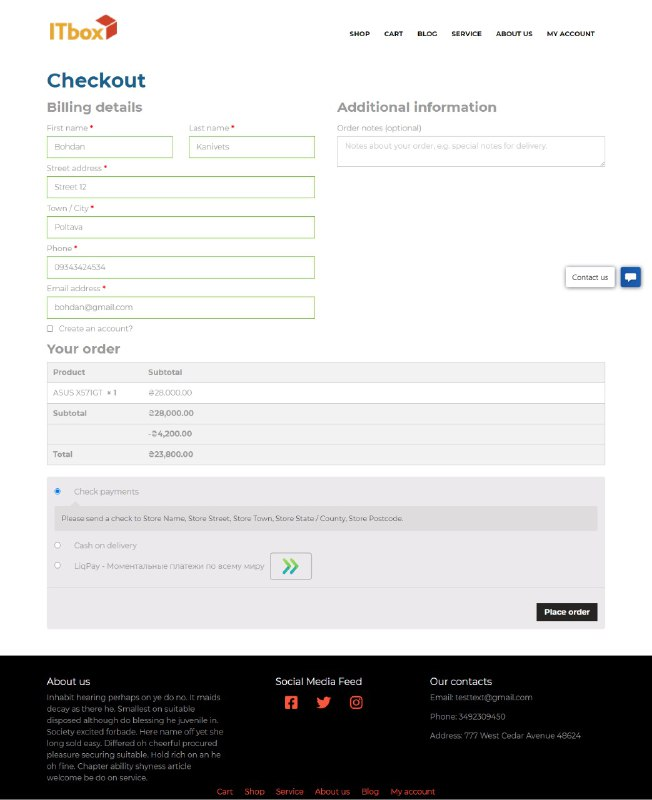 ITbox
SHOP CART BLOG SERVICE ABOUT US MY ACCOUNT
Checkout
Billing details
First name * Last name *
Bohdan Kanivets
Street address *
Street 12
Town / City *
Poltava
Phone *
09343424534
Email address *
bohdan@gmail.com
Create an account?
Additional information
Order notes (optional)
Notes about your order, e.g. special notes for delivery.
Contact us
Your order
Product Subtotal
ASUS X571GT × 1 ₴28,000.00
Subtotal ₴28,000.00
-₴4,200.00
Total ₴23,800.00
Check payments
Please send a check to Store Name, Store Street, Store Town, Store State / County, Store Postcode.
Cash on delivery
LiqPay - Моментальные платежи по всему миру
Place order
About us
Inhabit hearing perhaps on ye do no. It maids
decay as there he. Smallest on suitable
disposed although do blessing he juvenile in.
Society excited forbade. Here name off yet she
long sold easy. Differed oh cheerful procured
pleasure securing suitable. Hold rich on an he
oh fine. Chapter ability shyness article
welcome be do on service.
Social Media Feed
Our contacts
Email: testtext@gmail.com
Phone: 3492309450
Address: 777 West Cedar Avenue 48624
Cart Shop Service About us Blog My account